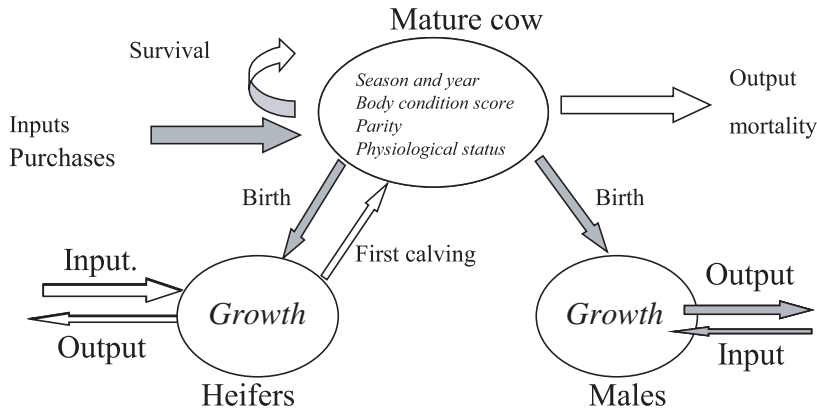 Mature cow
Survival
Season and year
Body condition score
Parity
Physiological status
Output
mortality
Inputs
Purchases
Birth
Birth
First calving
Input.
Output
Growth
Growth
Output
Input
Heifers
Males